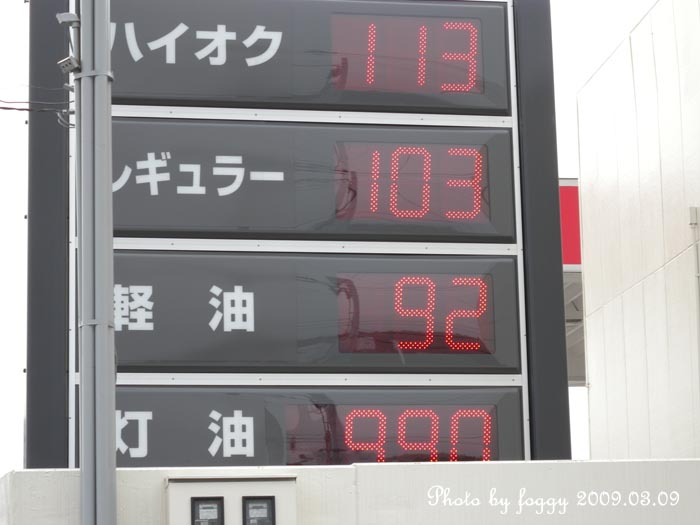 ハイオク 113
レギュラー 103
軽油 92
灯油 990
Photo by foggy 2009.03.09